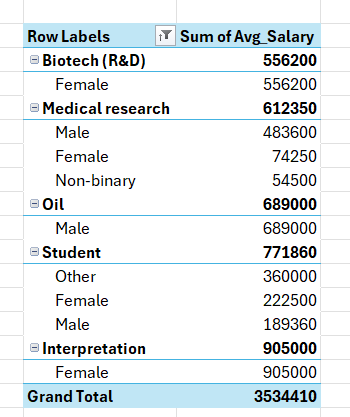 Row Labels Sum of Avg_Salary
Biotech (R&D) 556200
Female 556200
Medical research 612350
Male 483600
Female 74250
Non-binary 54500
Oil 689000
Male 689000
Student 771860
Other 360000
Female 222500
Male 189360
Interpretation 905000
Female 905000
Grand Total 3534410